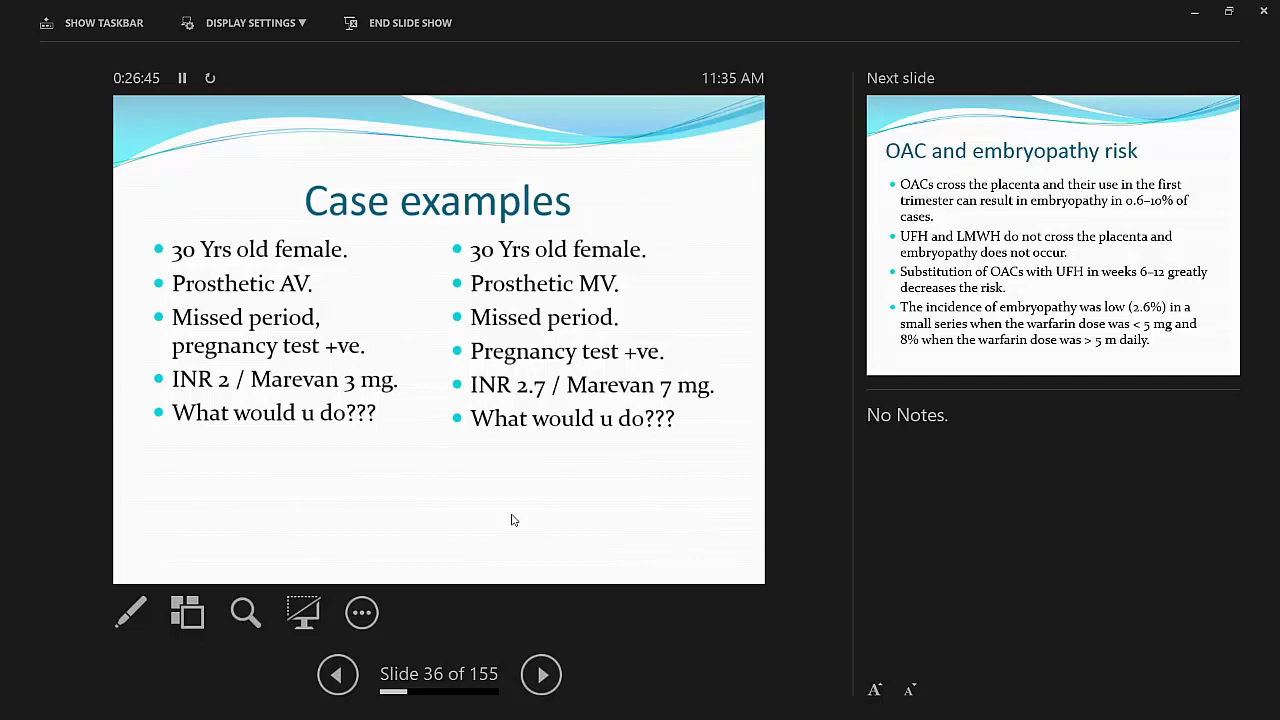 SHOW TASKBAR
DISPLAY SETTINGS ▼
END SLIDE SHOW
0:26:45
11:35 AM
Case examples
• 30 Yrs old female.
• Prosthetic AV.
• Missed period,
pregnancy test +ve.
• INR 2 / Marevan 3 mg.
• What would u do???
• 30 Yrs old female.
• Prosthetic MV.
• Missed period.
• Pregnancy test +ve.
• INR 2.7 / Marevan 7 mg.
• What would u do???
Slide 36 of 155
Next slide
OAC and embryopathy risk
• OACs cross the placenta and their use in the first
trimester can result in embryopathy in 0.6–10% of
cases.
• UFH and LMWH do not cross the placenta and
embryopathy does not occur.
• Substitution of OACs with UFH in weeks 6–12 greatly
decreases the risk.
• The incidence of embryopathy was low (2.6%) in a
small series when the warfarin dose was < 5 mg and
8% when the warfarin dose was > 5 m daily.
No Notes.
A A